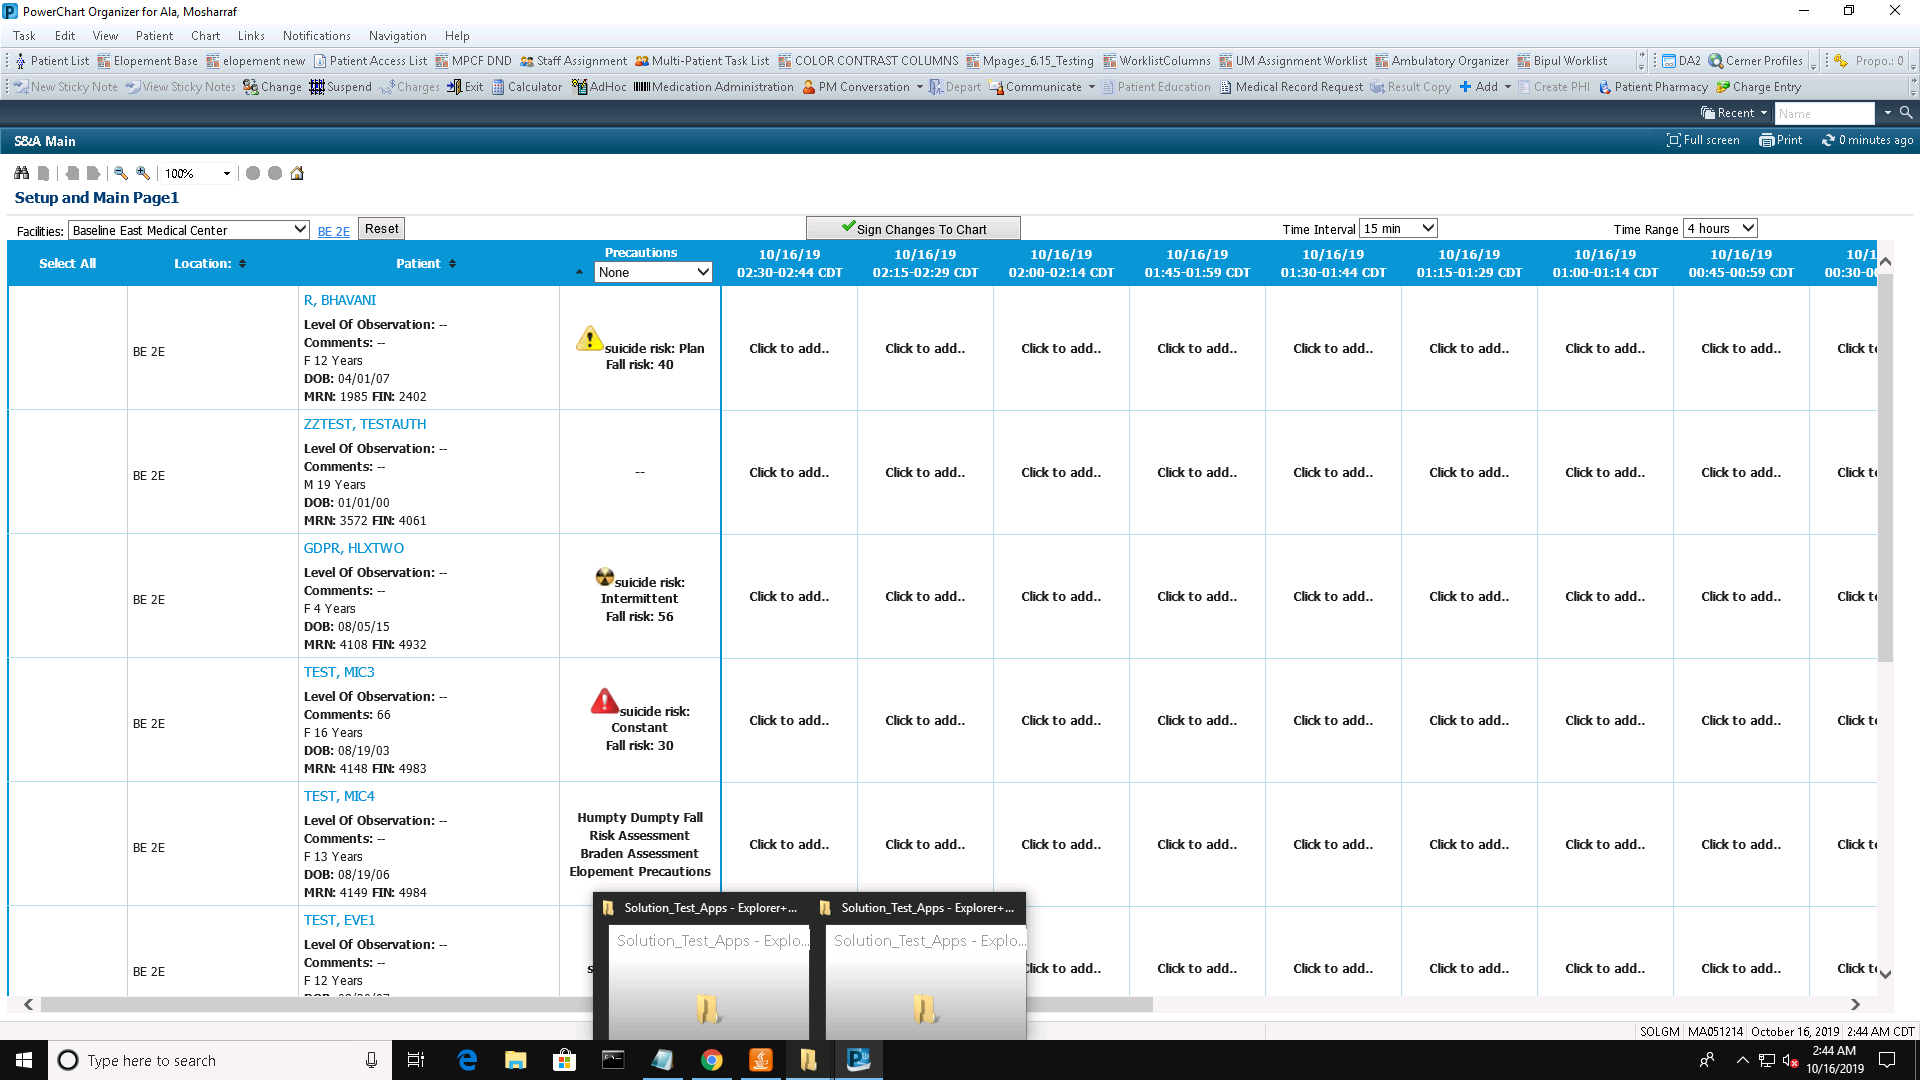 PowerChart Organizer for Ala, Mosharraf
Task Edit View Patient Chart Links Notifications Navigation Help
Patient List Elopement Base elopement new Patient Access List MPCF DND Staff Assignment Multi-Patient Task List COLOR CONTRAST COLUMNS Mpages_6.15_Testing WorklistColumns UM Assignment Worklist Ambulatory Organizer Bipul Worklist DA2 Cerner Profiles Propo.: 0
New Sticky Note View Sticky Notes Change Suspend Charges Exit Calculator AdHoc Medication Administration PM Conversation Depart Communicate Patient Education Medical Record Request Result Copy Add Create PHI Patient Pharmacy Charge Entry
Recent Name
S&A Main Full screen Print 0 minutes ago
100%
Setup and Main Page1
Facilities: Baseline East Medical Center BE 2E Reset Sign Changes To Chart Time Interval 15 min Time Range 4 hours
Select All Location: Patient Precautions None
10/16/19 10/16/19 10/16/19 10/16/19 10/16/19 10/16/19 10/16/19 10/16/19 10/1
02:30-02:44 CDT 02:15-02:29 CDT 02:00-02:14 CDT 01:45-01:59 CDT 01:30-01:44 CDT 01:15-01:29 CDT 01:00-01:14 CDT 00:45-00:59 CDT 00:30-0
BE 2E
R, BHAVANI
Level Of Observation: --
Comments: --
F 12 Years
DOB: 04/01/07
MRN: 1985 FIN: 2402
suicide risk: Plan
Fall risk: 40
Click to add.. Click to add.. Click to add.. Click to add.. Click to add.. Click to add.. Click to add.. Click to add.. Click t
BE 2E
ZZTEST, TESTAUTH
Level Of Observation: --
Comments: --
M 19 Years
DOB: 01/01/00
MRN: 3572 FIN: 4061
--
Click to add.. Click to add.. Click to add.. Click to add.. Click to add.. Click to add.. Click to add.. Click to add.. Click t
BE 2E
GDPR, HLXTWO
Level Of Observation: --
Comments: --
F 4 Years
DOB: 08/05/15
MRN: 4108 FIN: 4932
suicide risk:
Intermittent
Fall risk: 56
Click to add.. Click to add.. Click to add.. Click to add.. Click to add.. Click to add.. Click to add.. Click to add.. Click t
BE 2E
TEST, MIC3
Level Of Observation: --
Comments: 66
F 16 Years
DOB: 08/19/03
MRN: 4148 FIN: 4983
suicide risk:
Constant
Fall risk: 30
Click to add.. Click to add.. Click to add.. Click to add.. Click to add.. Click to add.. Click to add.. Click to add.. Click t
BE 2E
TEST, MIC4
Level Of Observation: --
Comments: --
F 13 Years
DOB: 08/19/06
MRN: 4149 FIN: 4984
Humpty Dumpty Fall
Risk Assessment
Braden Assessment
Elopement Precautions
Click to add.. Click to add.. Click to add.. Click to add.. Click to add.. Click to add.. Click to add.. Click to add.. Click t
BE 2E
TEST, EVE1
Level Of Observation: --
Comments: --
F 12 Years
s
Click to add.. Click to add.. Click to add.. Click to add.. Click to add.. Click to add.. Click t
Solution_Test_Apps - Explorer+... Solution_Test_Apps - Explorer+...
Solution_Test_Apps - Explo... Solution_Test_Apps - Explo...
SOLGM MA051214 October 16, 2019 2:44 AM CDT
Type here to search
2:44 AM
10/16/2019